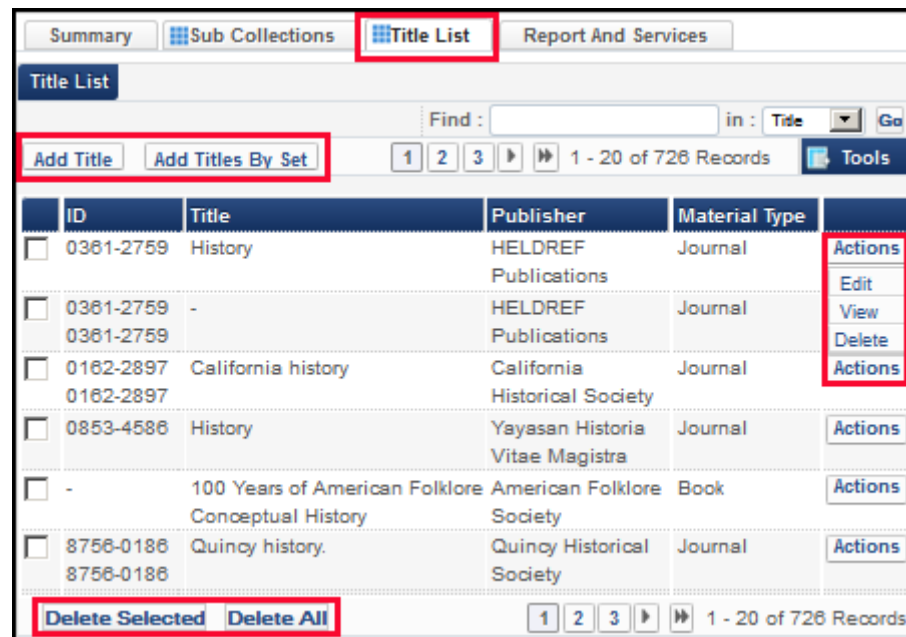 Summary Sub Collections Title List Report And Services
Title List
Find : in : Title Go
Add Title Add Titles By Set 1 2 3 1 - 20 of 726 Records Tools
ID Title Publisher Material Type
0361-2759 History HELDREF Journal Actions
Publications Edit
0361-2759 - HELDREF Journal View
0361-2759 Publications Delete
0162-2897 California history California Journal Actions
0162-2897 Historical Society
0853-4586 History Yayasan Historia Journal Actions
Vitae Magistra
- 100 Years of American Folklore American Folklore Book Actions
Conceptual History Society
8756-0186 Quincy history. Quincy Historical Journal Actions
8756-0186 Society
Delete Selected Delete All 1 2 3 1 - 20 of 726 Records